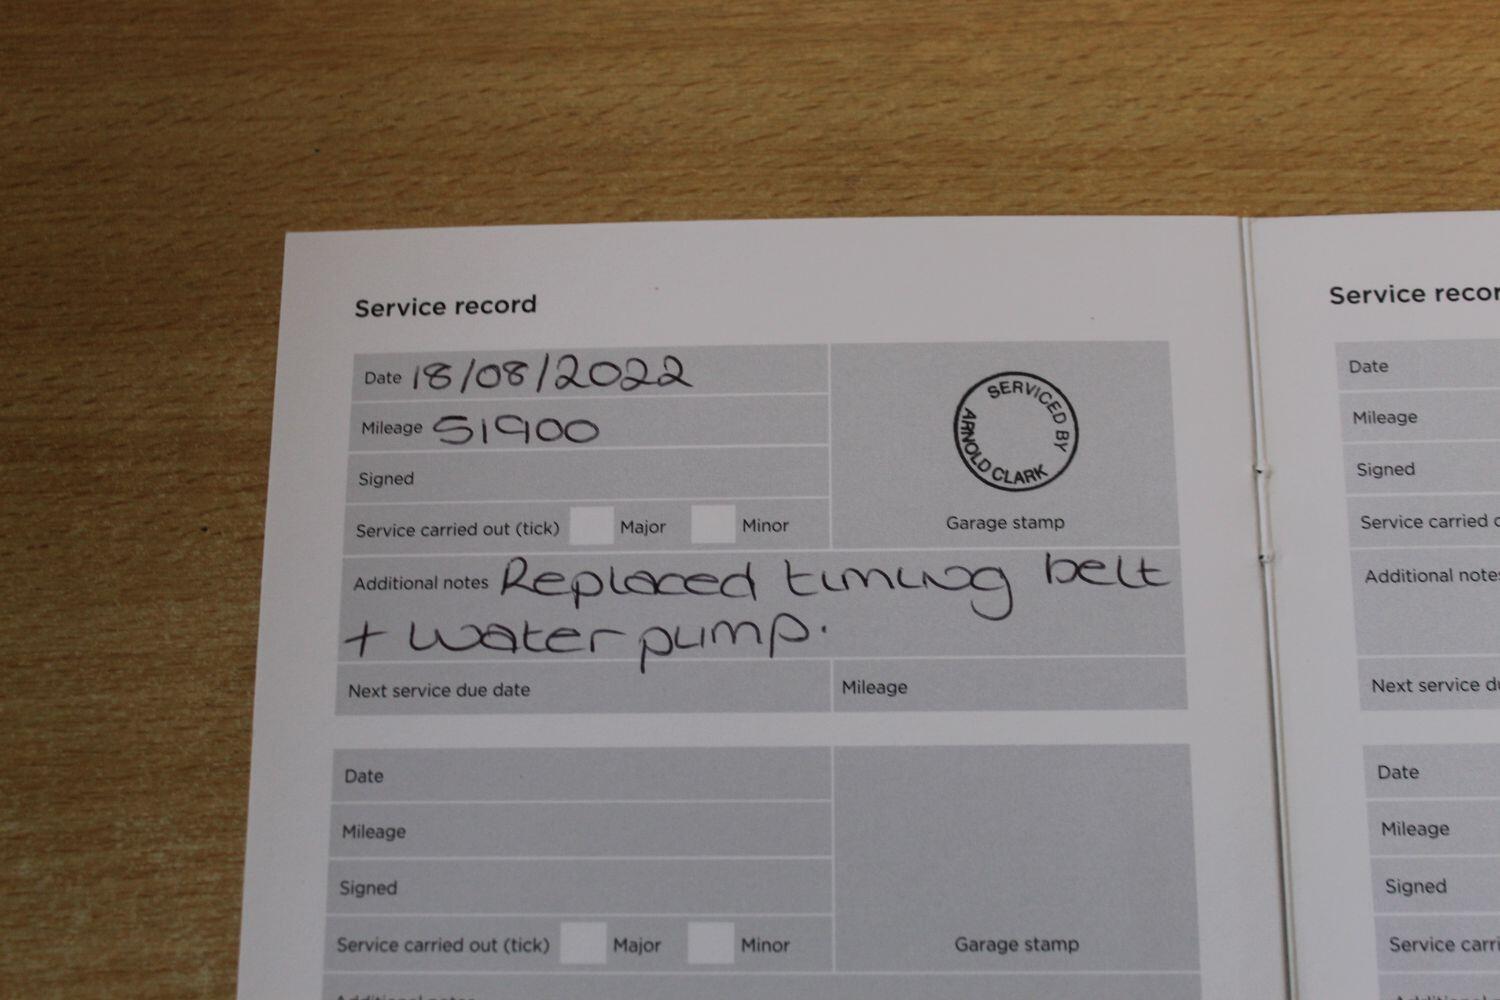 Service record
Date 18/08/2022
Mileage 51900
Signed
Service carried out (tick) Major Minor
SERVICED BY
ARNOLD CLARK
Garage stamp
Additional notes Replaced timing belt
+ water pump.
Next service due date Mileage
Date
Mileage
Signed
Service carried out (tick) Major Minor
Garage stamp
Additional notes
Service recor
Date
Mileage
Signed
Service carried
Additional notes
Next service du
Date
Mileage
Signed
Service carri